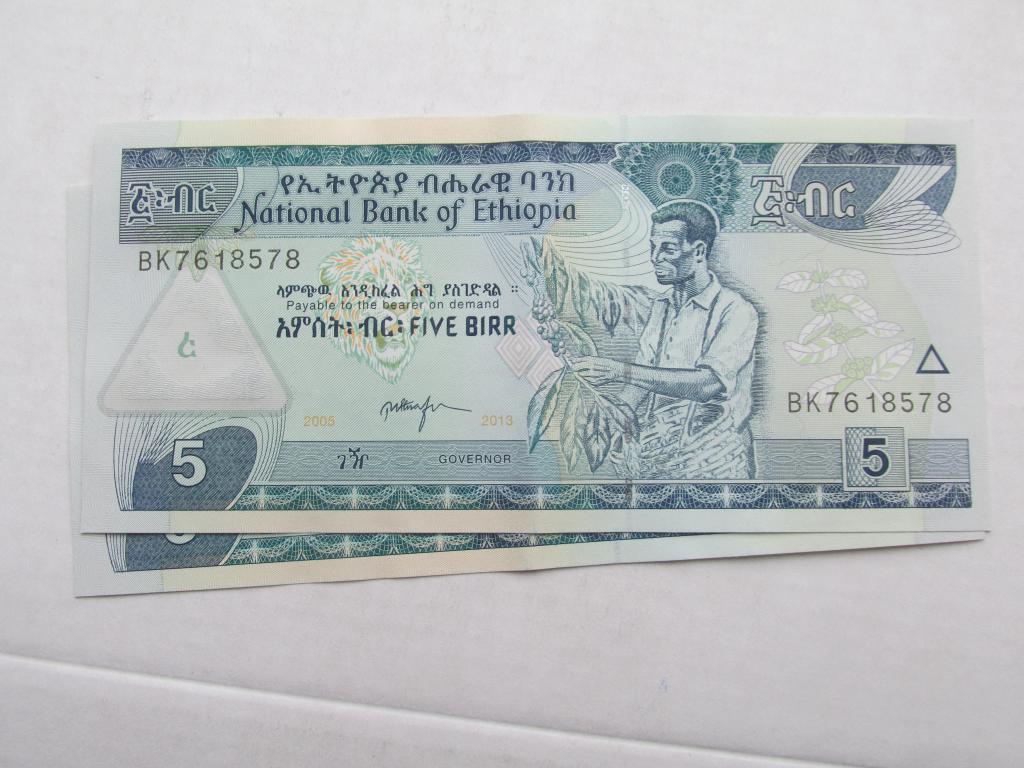 የኢትዮጵያ ብሔራዊ ባንክ
፭፡ብር
National Bank of Ethiopia
፭፡ብር
BK7618578
ላምጭው እንዲከፈል ሕግ ያስገድዳል ።
Payable to the bearer on demand
አምስት፡ ብር፡ FIVE BIRR
፭
BK7618578
2005
2013
5
ገዥ
GOVERNOR
5